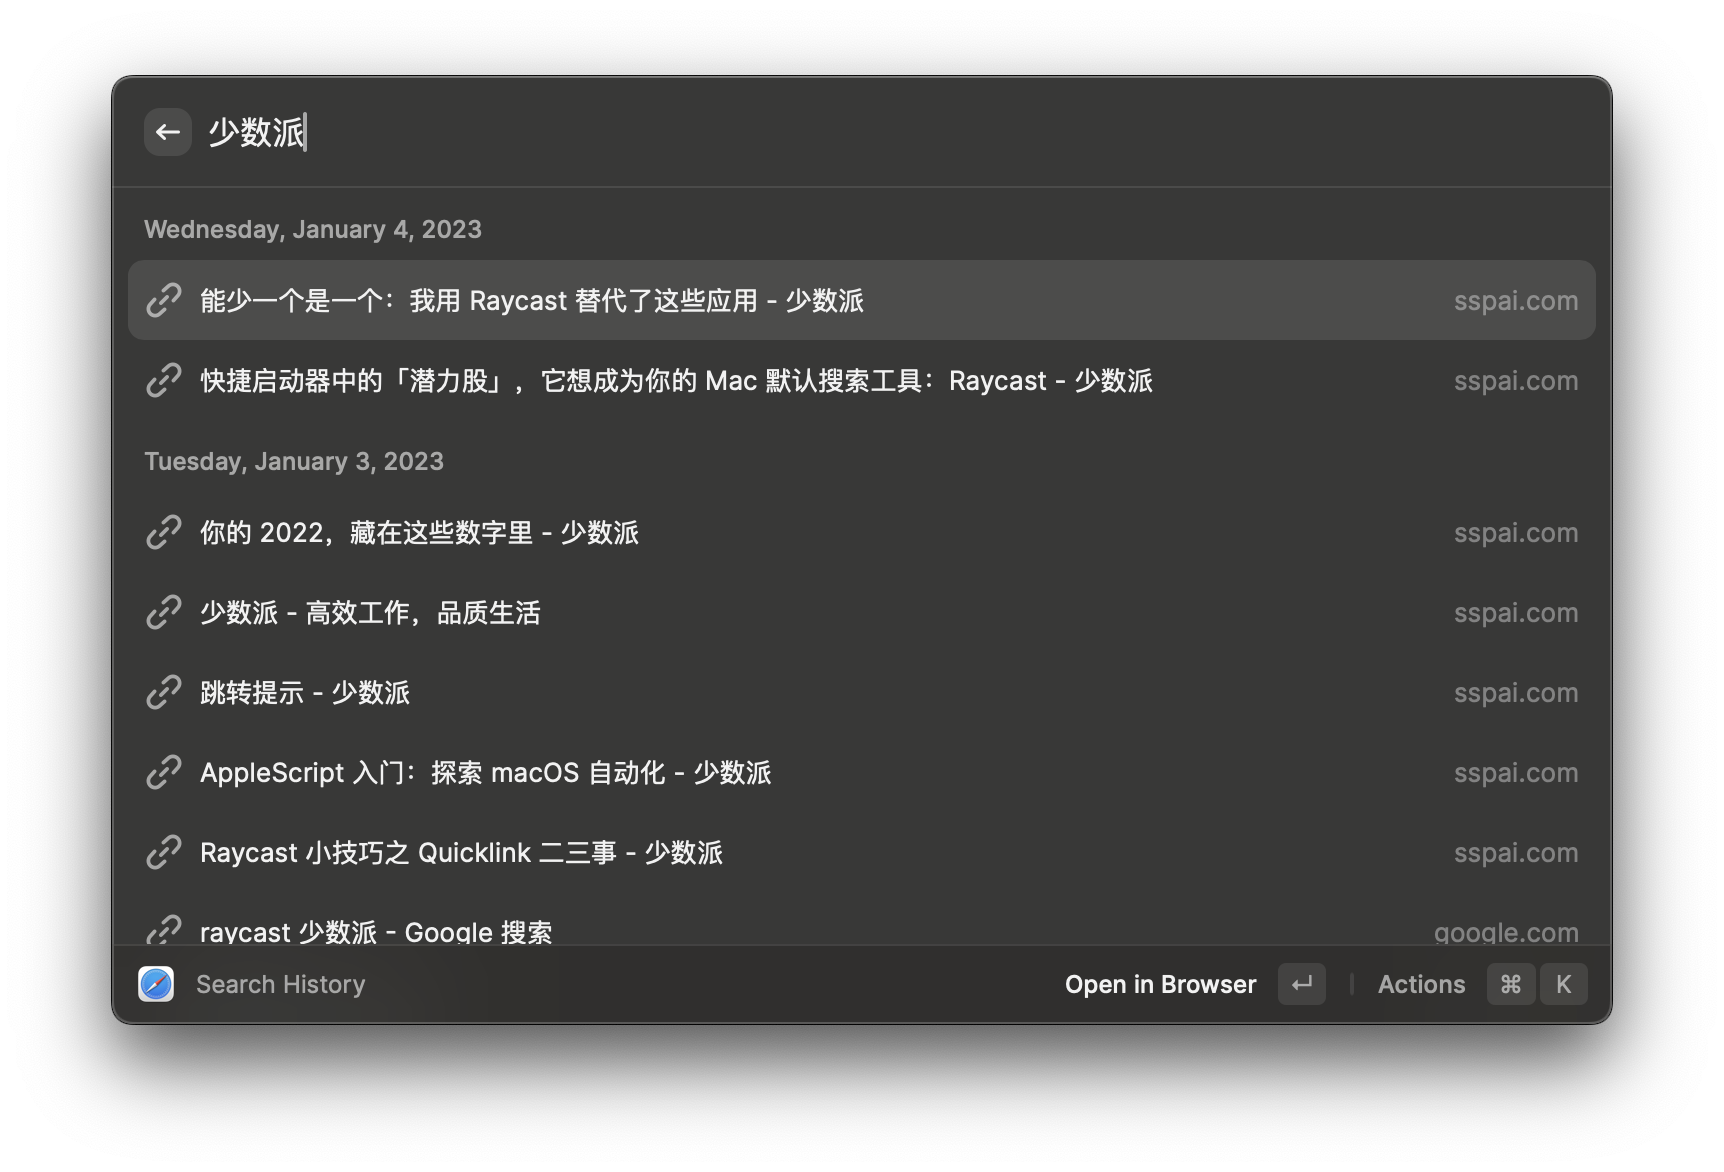 少数派
Wednesday, January 4, 2023
能少一个是一个：我用 Raycast 替代了这些应用 - 少数派 sspai.com
快捷启动器中的「潜力股」，它想成为你的 Mac 默认搜索工具：Raycast - 少数派 sspai.com
Tuesday, January 3, 2023
你的 2022，藏在这些数字里 - 少数派 sspai.com
少数派 - 高效工作，品质生活 sspai.com
跳转提示 - 少数派 sspai.com
AppleScript 入门：探索 macOS 自动化 - 少数派 sspai.com
Raycast 小技巧之 Quicklink 二三事 - 少数派 sspai.com
raycast 少数派 - Google 搜索 google.com
Search History Open in Browser ↵ Actions ⌘ K